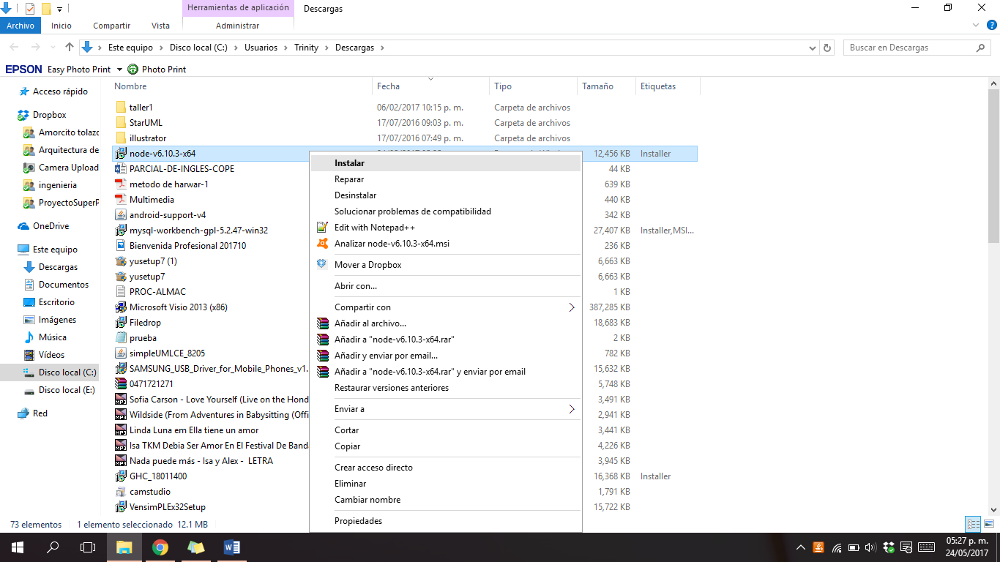 Herramientas de aplicación
Descargas
Archivo
Inicio
Compartir
Vista
Administrar
Este equipo
Disco local (C:)
Usuarios
Trinity
Descargas
Buscar en Descargas
EPSON
Easy Photo Print
Photo Print
Acceso rápido
Dropbox
Amorcito tolazo
Arquitectura de
Camera Upload
ingenieria
ProyectoSuperP
OneDrive
Este equipo
Descargas
Documentos
Escritorio
Imágenes
Música
Vídeos
Disco local (C:)
Disco local (E:)
Red
Nombre Fecha Tipo Tamaño Etiquetas
taller1 06/02/2017 10:15 p. m. Carpeta de archivos
StarUML 17/07/2016 09:03 p. m. Carpeta de archivos
illustrator 17/07/2016 07:49 p. m. Carpeta de archivos
node-v6.10.3-x64 12,456 KB Installer
PARCIAL-DE-INGLES-COPE 44 KB
metodo de harwar-1 639 KB
Multimedia 440 KB
android-support-v4 342 KB
mysql-workbench-gpl-5.2.47-win32 27,407 KB Installer,MSI...
Bienvenida Profesional 201710 236 KB
yusetup7 (1) 6,663 KB
yusetup7 6,663 KB
PROC-ALMAC 1 KB
Microsoft Visio 2013 (x86) 387,285 KB
Filedrop 18,683 KB
prueba 2 KB
simpleUMLCE_8205 782 KB
SAMSUNG_USB_Driver_for_Mobile_Phones_v1. 15,632 KB
0471721271 5,748 KB
Sofia Carson - Love Yourself (Live on the Hond 3,491 KB
Wildside (From Adventures in Babysitting (Offi 2,941 KB
Linda Luna em Ella tiene un amor 3,441 KB
Isa TKM Debia Ser Amor En El Festival De Banda 4,226 KB
Nada puede más - Isa y Alex - LETRA 3,945 KB
GHC_18011400 16,368 KB Installer
camstudio 1,791 KB
VensimPLEx32Setup 15,722 KB
Instalar
Reparar
Desinstalar
Solucionar problemas de compatibilidad
Edit with Notepad++
Analizar node-v6.10.3-x64.msi
Mover a Dropbox
Abrir con...
Compartir con
Añadir al archivo...
Añadir a "node-v6.10.3-x64.rar"
Añadir y enviar por email...
Añadir a "node-v6.10.3-x64.rar" y enviar por email
Restaurar versiones anteriores
Enviar a
Cortar
Copiar
Crear acceso directo
Eliminar
Cambiar nombre
Propiedades
73 elementos
1 elemento seleccionado 12.1 MB
05:27 p. m.
24/05/2017